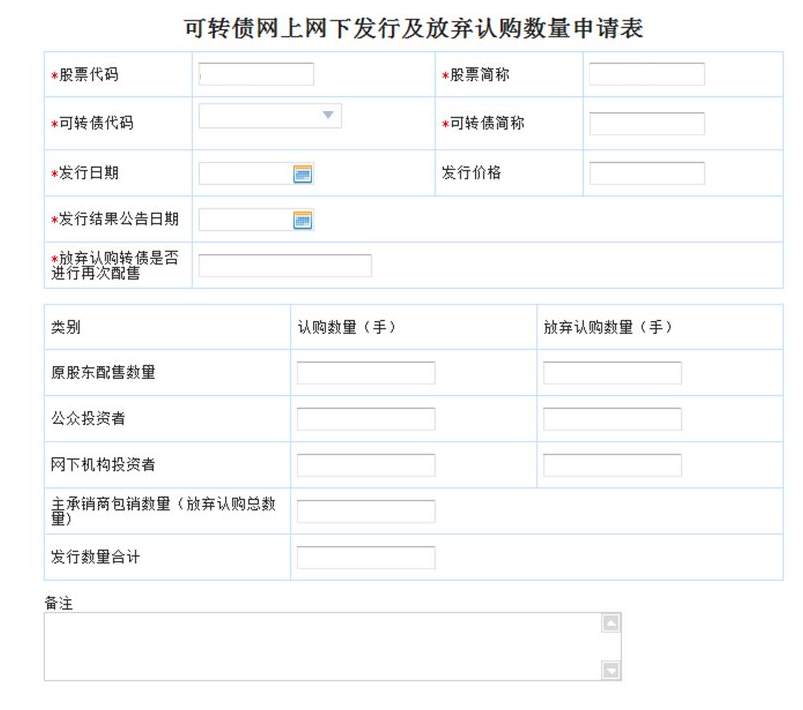 可转债网上网下发行及放弃认购数量申请表
*股票代码
*股票简称
*可转债代码
*可转债简称
*发行日期
发行价格
*发行结果公告日期
*放弃认购转债是否
进行再次配售
类别
认购数量（手）
放弃认购数量（手）
原股东配售数量
公众投资者
网下机构投资者
主承销商包销数量（放弃认购总数
量）
发行数量合计
备注